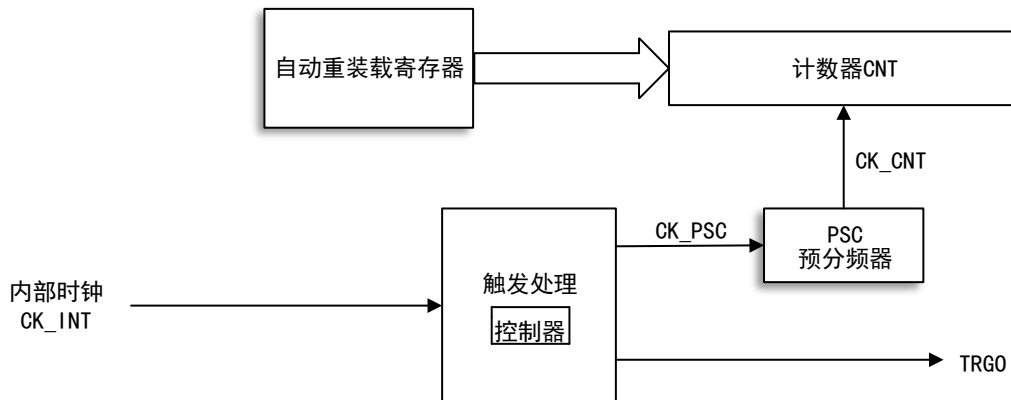 自动重装载寄存器
计数器CNT
CK_CNT
CK_PSC
PSC
预分频器
内部时钟
CK_INT
触发处理
控制器
TRGO